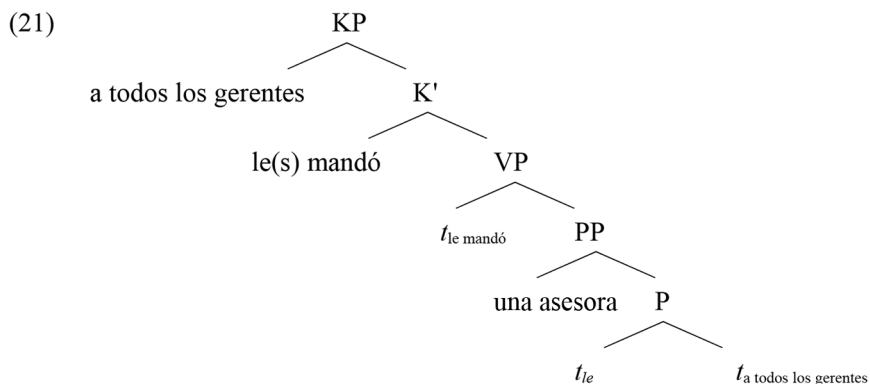 (21) KP
a todos los gerentes K'
le(s) mandó VP
t le mandó PP
una asesora P
t le t a todos los gerentes